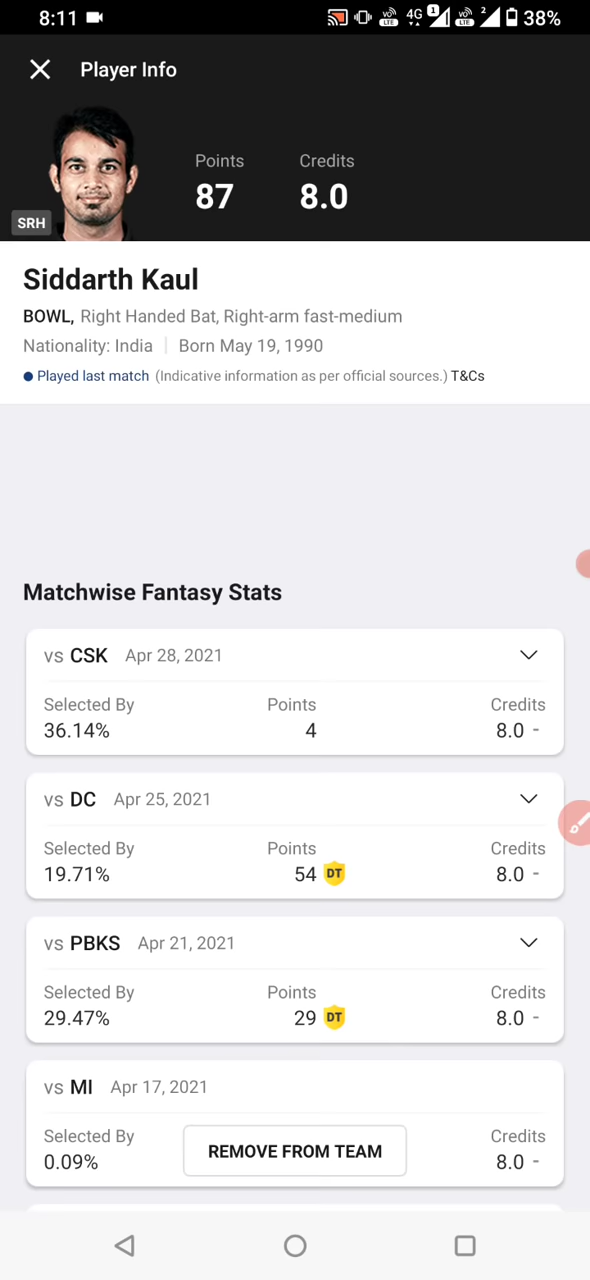 8:11 4G 1 2 38%
Player Info
Points Credits
87 8.0
SRH
Siddarth Kaul
BOWL, Right Handed Bat, Right-arm fast-medium
Nationality: India Born May 19, 1990
Played last match (Indicative information as per official sources.) T&Cs
Matchwise Fantasy Stats
vs CSK Apr 28, 2021
Selected By Points Credits
36.14% 4 8.0 -
vs DC Apr 25, 2021
Selected By Points Credits
19.71% 54 DT 8.0 -
vs PBKS Apr 21, 2021
Selected By Points Credits
29.47% 29 DT 8.0 -
vs MI Apr 17, 2021
Selected By Credits
REMOVE FROM TEAM
0.09% 8.0 -